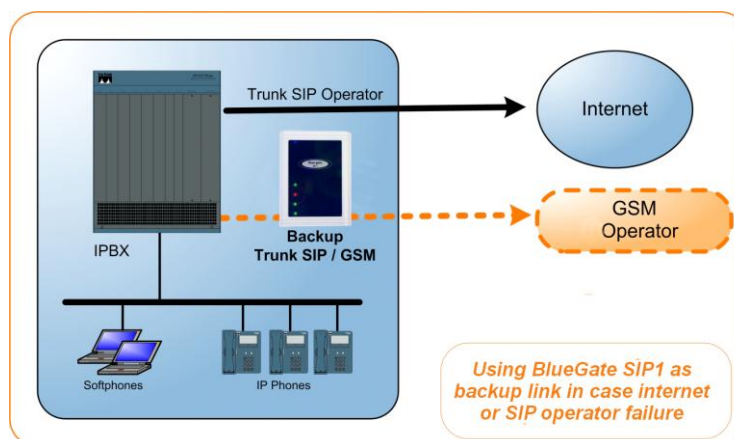 Trunk SIP Operator
Internet
GSM
Operator
Backup
Trunk SIP / GSM
IPBX
Softphones
IP Phones
Using BlueGate SIP1 as
backup link in case internet
or SIP operator failure